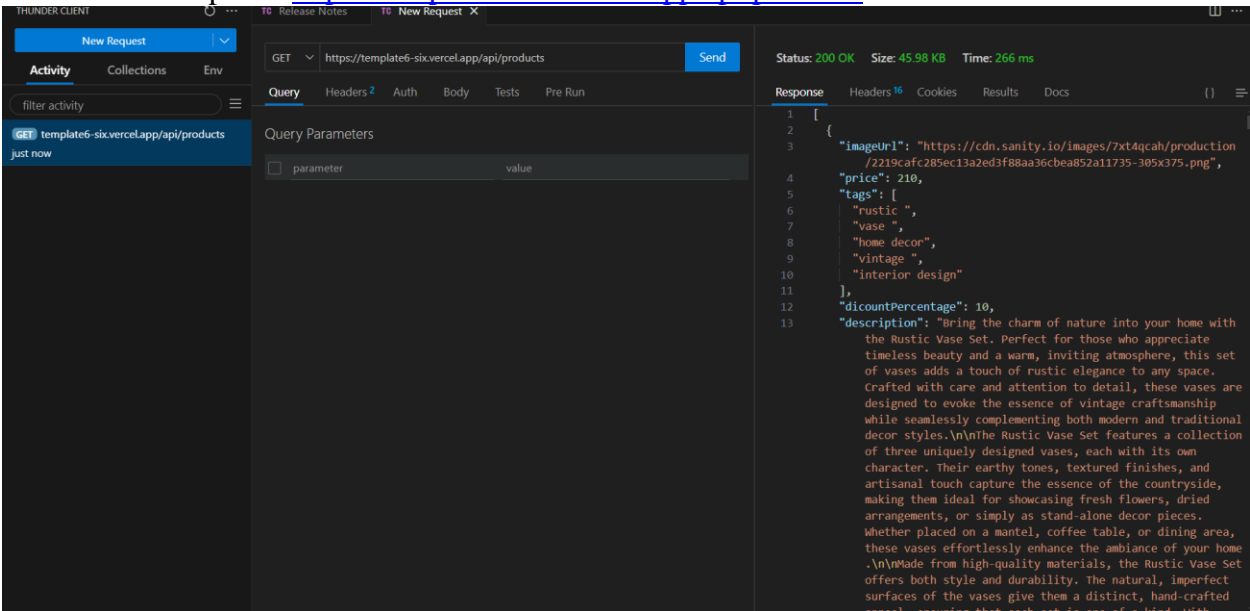 THUNDER CLIENT
New Request
Activity Collections Env
filter activity
GET template6-six.vercel.app/api/products
just now
TC Release Notes TC New Request
GET https://template6-six.vercel.app/api/products Send
Query Headers 2 Auth Body Tests Pre Run
Query Parameters
parameter value
Status: 200 OK Size: 45.98 KB Time: 266 ms
Response Headers 16 Cookies Results Docs {}
1 [
2 {
3 "imageUrl": "https://cdn.sanity.io/images/7xt4qcah/production
/2219cafc285ec13a2ed3f88aa36cbea852a11735-305x375.png",
4 "price": 210,
5 "tags": [
6 "rustic ",
7 "vase ",
8 "home decor",
9 "vintage ",
10 "interior design"
11 ],
12 "dicountPercentage": 10,
13 "description": "Bring the charm of nature into your home with
the Rustic Vase Set. Perfect for those who appreciate
timeless beauty and a warm, inviting atmosphere, this set
of vases adds a touch of rustic elegance to any space.
Crafted with care and attention to detail, these vases are
designed to evoke the essence of vintage craftsmanship
while seamlessly complementing both modern and traditional
decor styles.\n\nThe Rustic Vase Set features a collection
of three uniquely designed vases, each with its own
character. Their earthy tones, textured finishes, and
artisanal touch capture the essence of the countryside,
making them ideal for showcasing fresh flowers, dried
arrangements, or simply as stand-alone decor pieces.
Whether placed on a mantel, coffee table, or dining area,
these vases effortlessly enhance the ambiance of your home
.\n\nMade from high-quality materials, the Rustic Vase Set
offers both style and durability. The natural, imperfect
surfaces of the vases give them a distinct, hand-crafted